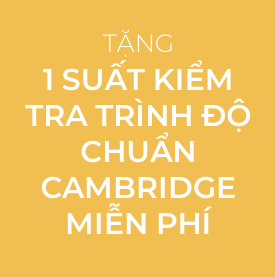 TẶNG
1 SUẤT KIỂM
TRA TRÌNH ĐỘ
CHUẨN
CAMBRIDGE
MIỄN PHÍ